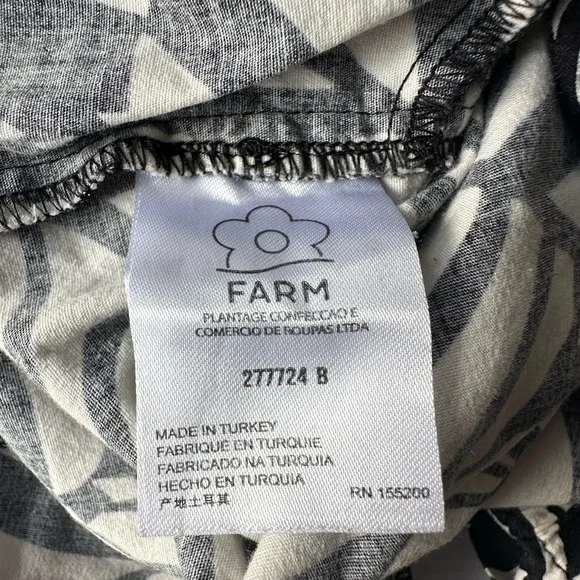 FARM
PLANTAGE CONFECCAO E
COMERCIO DE ROUPAS LTDA
277724 B
MADE IN TURKEY
FABRIQUÉ EN TURQUIE
FABRICADO NA TURQUIA
HECHO EN TURQUIA
产地土耳其
RN 155200